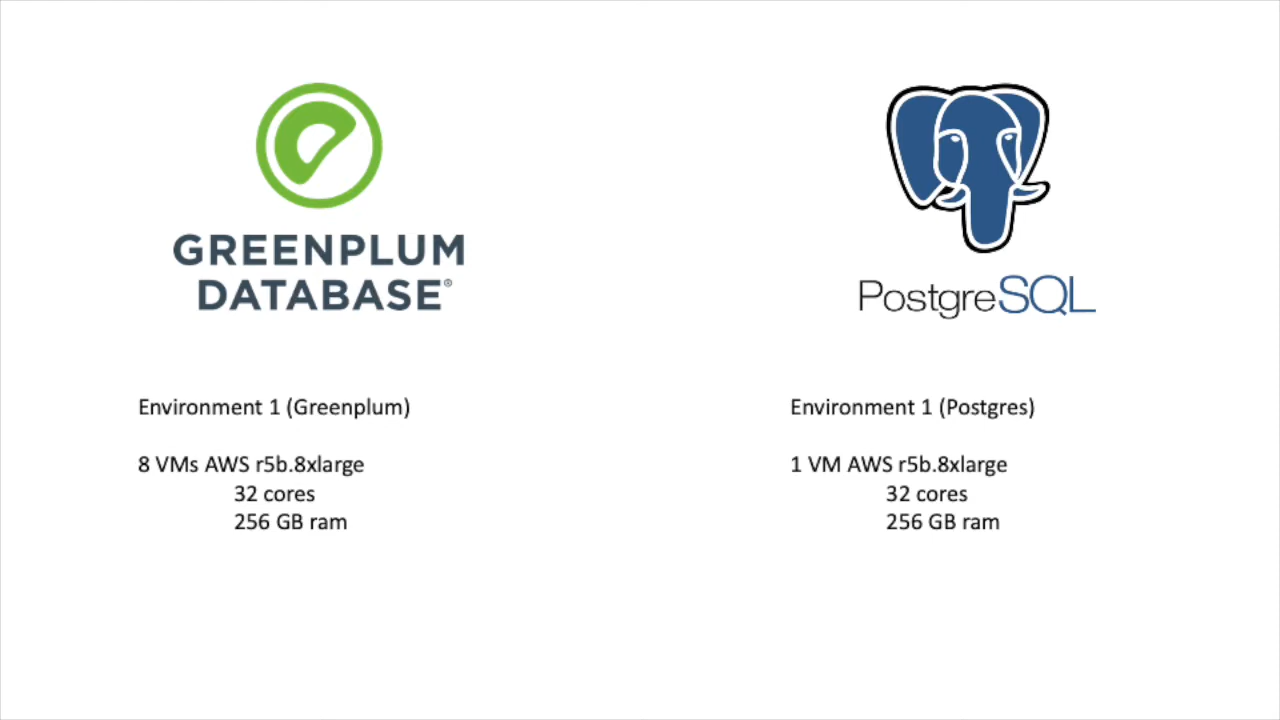 GREENPLUM
DATABASE®
PostgreSQL
Environment 1 (Greenplum)
8 VMs AWS r5b.8xlarge
32 cores
256 GB ram
Environment 1 (Postgres)
1 VM AWS r5b.8xlarge
32 cores
256 GB ram